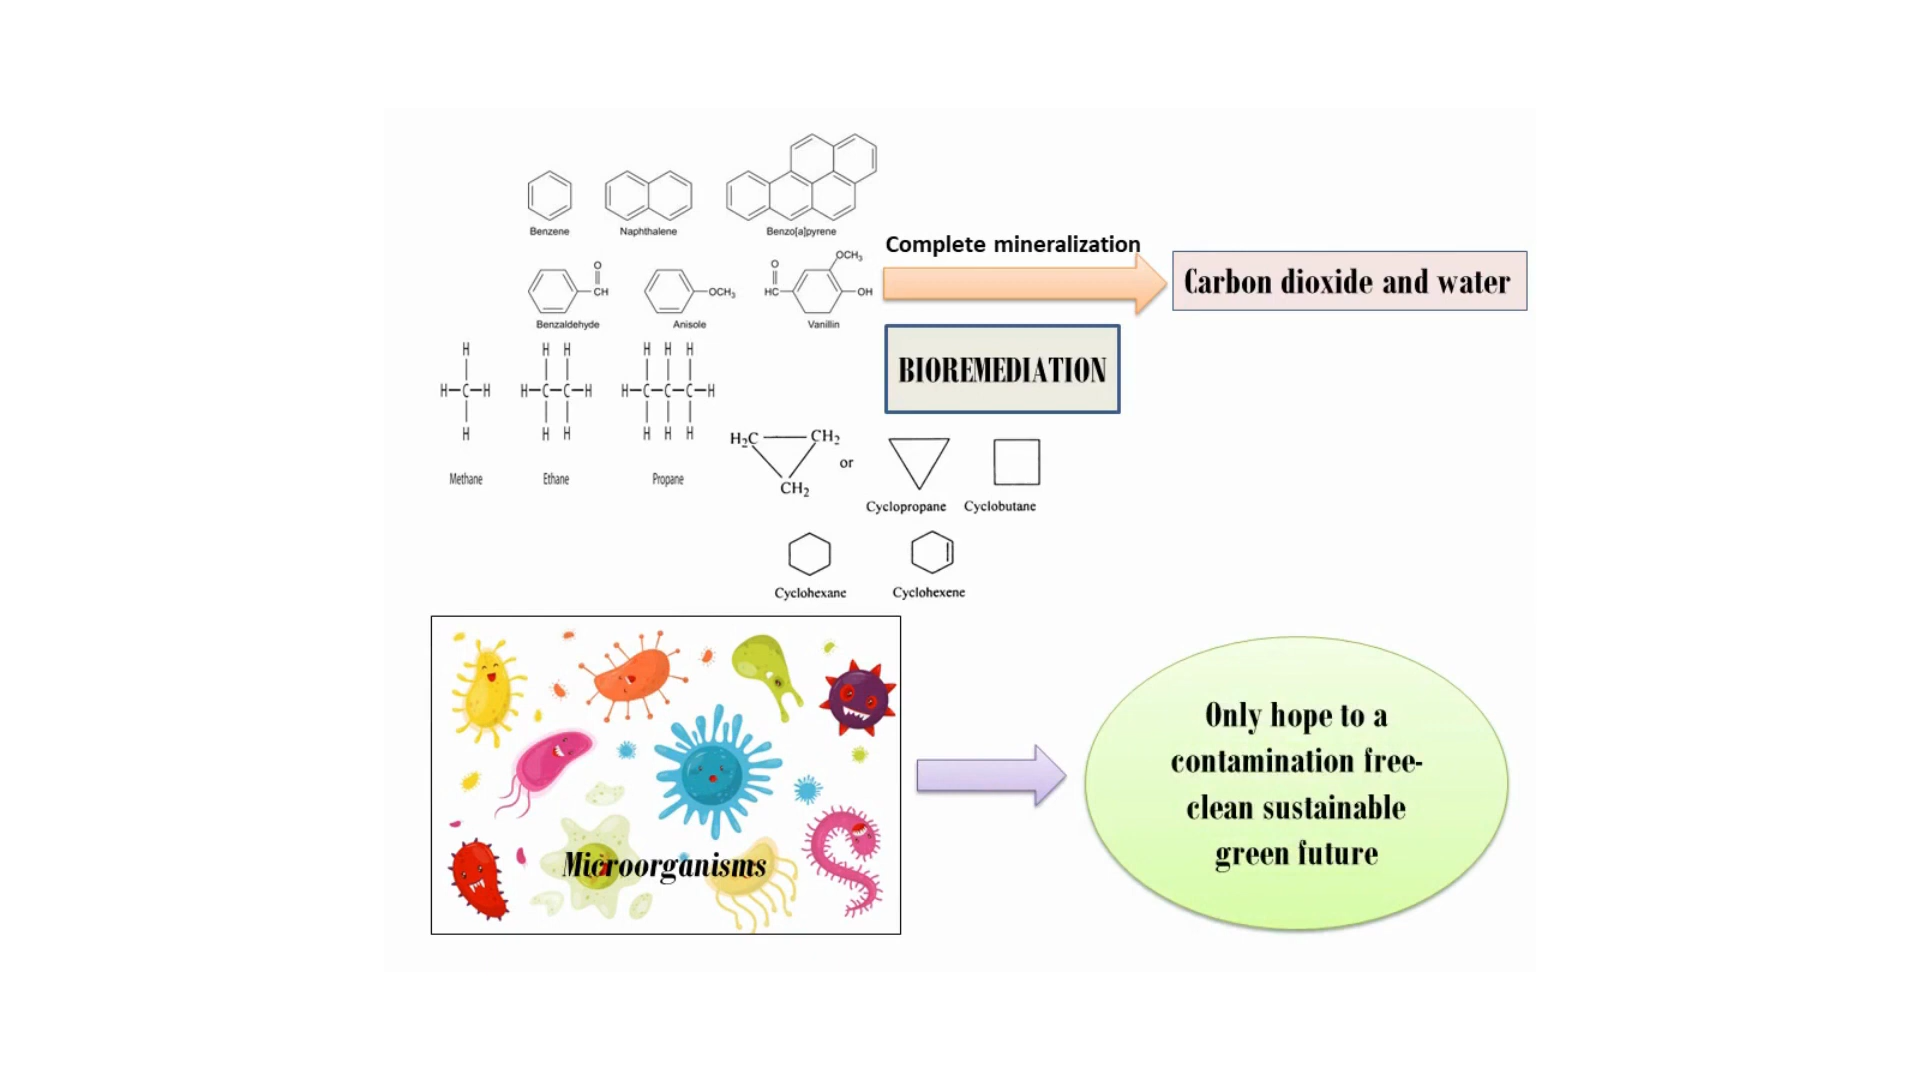 Benzene
Naphthalene
Benzo[a]pyrene
Complete mineralization
Carbon dioxide and water
O
CH
Benzaldehyde
OCH3
Anisole
O
HC
OCH3
OH
Vanillin
BIOREMEDIATION
H
H-C-H
H
Methane
H H
H-C-C-H
H H
Ethane
H H H
H-C-C-C-H
H H H
Propane
H2C CH2
CH2
or
Cyclopropane
Cyclobutane
Cyclohexane
Cyclohexene
Microorganisms
Only hope to a
contamination free-
clean sustainable
green future